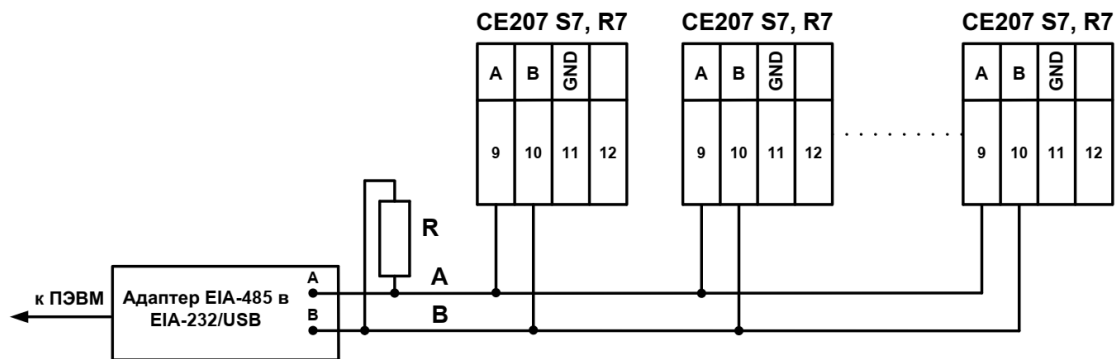 CE207 S7, R7 CE207 S7, R7 CE207 S7, R7
A B GND A B GND A B GND
9 10 11 12 9 10 11 12 9 10 11 12
R
A
B
к ПЭВМ
Адаптер EIA-485 в
EIA-232/USB
A
B